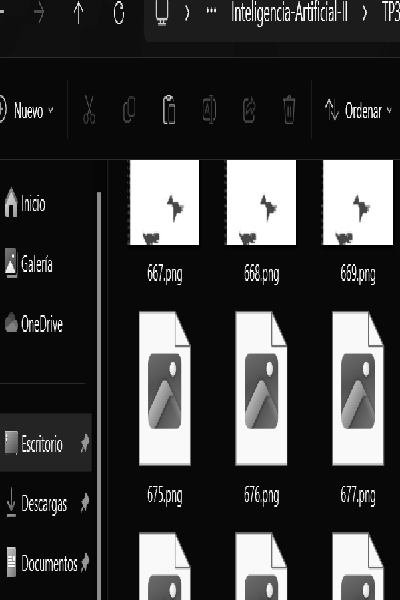 Inteligencia-Artificial-II > TP3
Nuevo
Ordenar
Inicio
Galería
OneDrive
Escritorio
Descargas
Documentos
667.png
668.png
669.png
675.png
676.png
677.png